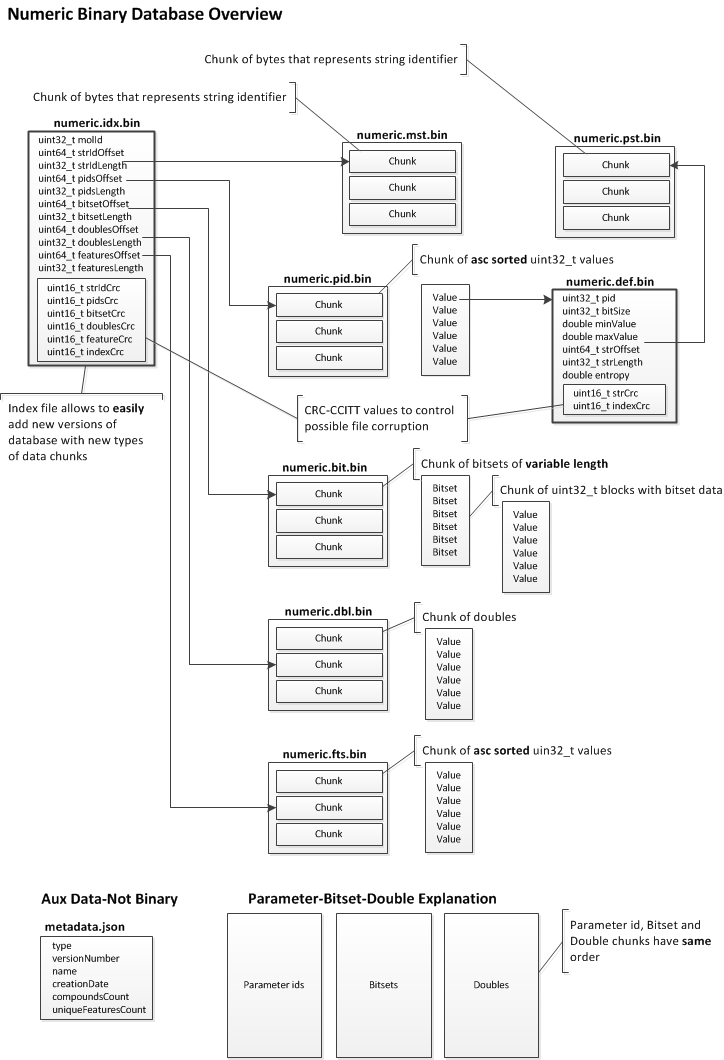 Numeric Binary Database Overview
Chunk of bytes that represents string identifier
Chunk of bytes that represents string identifier
numeric.idx.bin
uint32_t molId
uint64_t strIdOffset
uint32_t strIdLength
uint64_t pidsOffset
uint32_t pidsLength
uint64_t bitsetOffset
uint32_t bitsetLength
uint64_t doublesOffset
uint32_t doublesLength
uint64_t featuresOffset
uint32_t featuresLength
uint16_t strIdCrc
uint16_t pidsCrc
uint16_t bitsetCrc
uint16_t doublesCrc
uint16_t featureCrc
uint16_t indexCrc
Index file allows to easily
add new versions of
database with new types
of data chunks
numeric.mst.bin
Chunk
Chunk
Chunk
numeric.pst.bin
Chunk
Chunk
Chunk
numeric.pid.bin
Chunk
Chunk
Chunk
Chunk of asc sorted uint32_t values
Value
Value
Value
Value
Value
Value
numeric.def.bin
uint32_t pid
uint32_t bitSize
double minValue
double maxValue
uint64_t strOffset
uint32_t strLength
double entropy
uint16_t strCrc
uint16_t indexCrc
CRC-CCITT values to control
possible file corruption
numeric.bit.bin
Chunk
Chunk
Chunk
Chunk of bitsets of variable length
Bitset
Bitset
Bitset
Bitset
Bitset
Bitset
Chunk of uint32_t blocks with bitset data
Value
Value
Value
Value
Value
Value
numeric.dbl.bin
Chunk
Chunk
Chunk
Chunk of doubles
Value
Value
Value
Value
Value
Value
numeric.fts.bin
Chunk
Chunk
Chunk
Chunk of asc sorted uin32_t values
Value
Value
Value
Value
Value
Value
Aux Data-Not Binary
metadata.json
type
versionNumber
name
creationDate
compoundsCount
uniqueFeaturesCount
Parameter-Bitset-Double Explanation
Parameter ids
Bitsets
Doubles
Parameter id, Bitset and
Double chunks have same
order